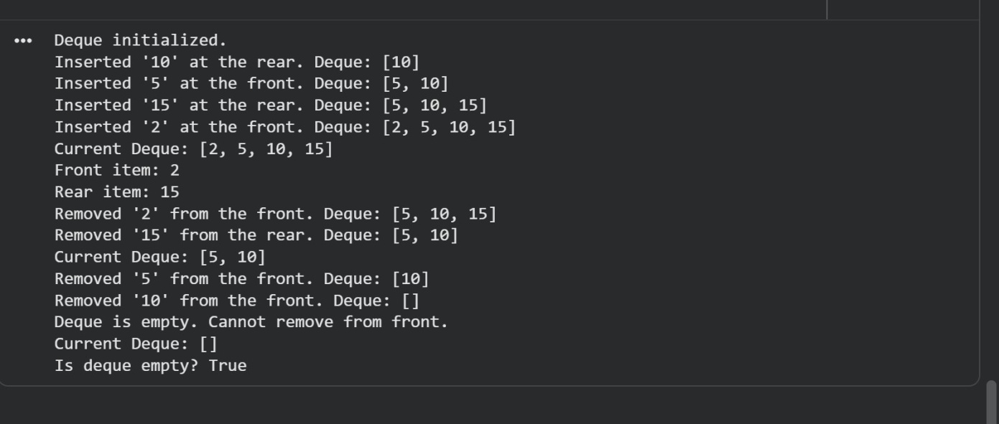 Deque initialized.
Inserted '10' at the rear. Deque: [10]
Inserted '5' at the front. Deque: [5, 10]
Inserted '15' at the rear. Deque: [5, 10, 15]
Inserted '2' at the front. Deque: [2, 5, 10, 15]
Current Deque: [2, 5, 10, 15]
Front item: 2
Rear item: 15
Removed '2' from the front. Deque: [5, 10, 15]
Removed '15' from the rear. Deque: [5, 10]
Current Deque: [5, 10]
Removed '5' from the front. Deque: [10]
Removed '10' from the front. Deque: []
Deque is empty. Cannot remove from front.
Current Deque: []
Is deque empty? True